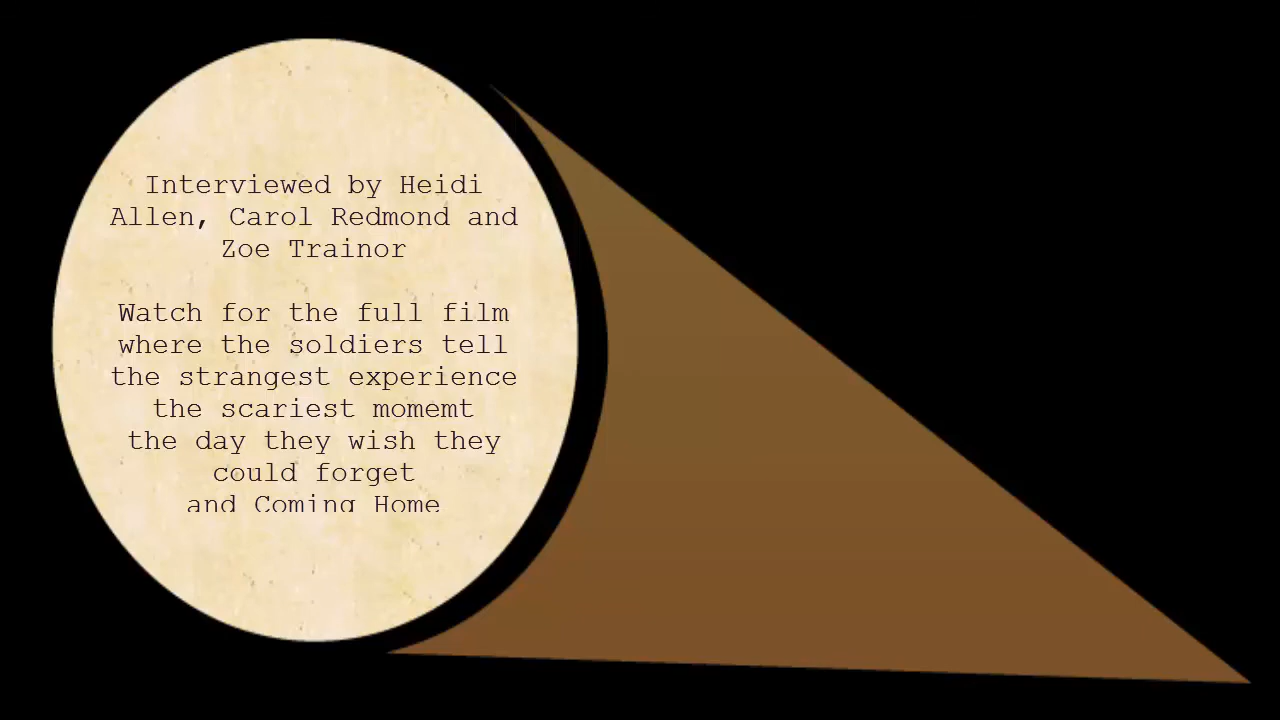 Interviewed by Heidi
Allen, Carol Redmond and
Zoe Trainor
Watch for the full film
where the soldiers tell
the strangest experience
the scariest momemt
the day they wish they
could forget
and Coming Home